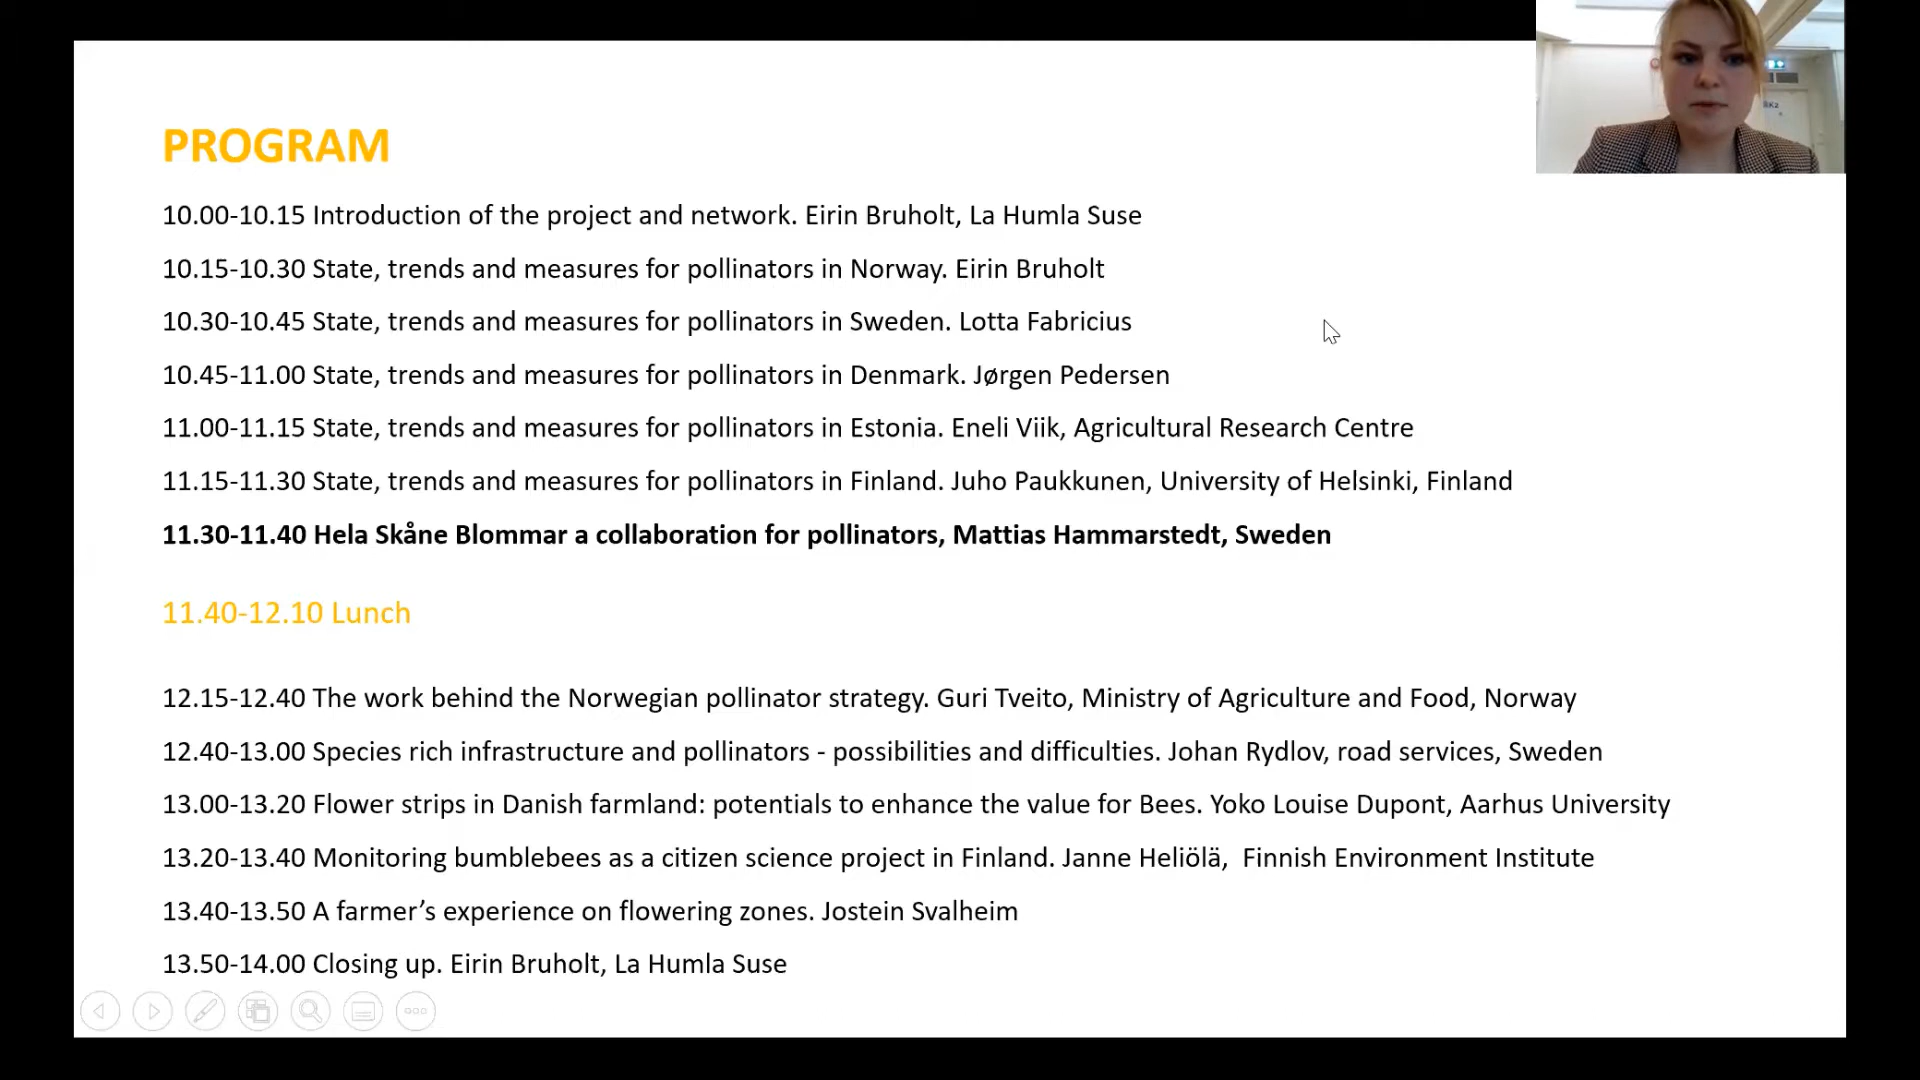 PROGRAM
10.00-10.15 Introduction of the project and network. Eirin Bruholt, La Humla Suse
10.15-10.30 State, trends and measures for pollinators in Norway. Eirin Bruholt
10.30-10.45 State, trends and measures for pollinators in Sweden. Lotta Fabricius
10.45-11.00 State, trends and measures for pollinators in Denmark. Jørgen Pedersen
11.00-11.15 State, trends and measures for pollinators in Estonia. Eneli Viik, Agricultural Research Centre
11.15-11.30 State, trends and measures for pollinators in Finland. Juho Paukkunen, University of Helsinki, Finland
11.30-11.40 Hela Skåne Blommar a collaboration for pollinators, Mattias Hammarstedt, Sweden
11.40-12.10 Lunch
12.15-12.40 The work behind the Norwegian pollinator strategy. Guri Tveito, Ministry of Agriculture and Food, Norway
12.40-13.00 Species rich infrastructure and pollinators - possibilities and difficulties. Johan Rydlov, road services, Sweden
13.00-13.20 Flower strips in Danish farmland: potentials to enhance the value for Bees. Yoko Louise Dupont, Aarhus University
13.20-13.40 Monitoring bumblebees as a citizen science project in Finland. Janne Heliölä,  Finnish Environment Institute
13.40-13.50 A farmer’s experience on flowering zones. Jostein Svalheim
13.50-14.00 Closing up. Eirin Bruholt, La Humla Suse